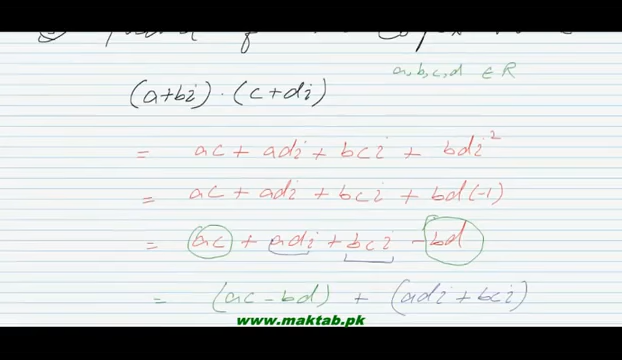 a,b,c,d ∈ R
(a+bi) · (c+di)
= ac + adi + bci + bdi²
= ac + adi + bci + bd(-1)
= ac + adi + bci - bd
= (ac - bd) + (adi + bci)
www.maktab.pk